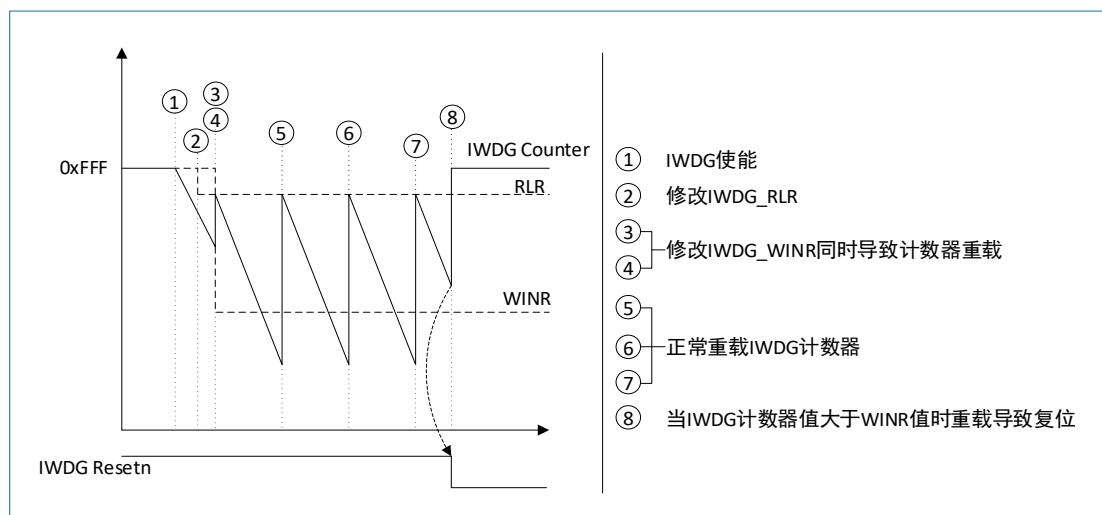 ①
②
③
④
⑤
⑥
⑦
⑧
IWDG Counter
0xFFF
RLR
WINR
IWDG Resetn
① IWDG使能
② 修改IWDG_RLR
③
④
修改IWDG_WINR同时导致计数器重载
⑤
⑥ 正常重载IWDG计数器
⑦
⑧ 当IWDG计数器值大于WINR值时重载导致复位